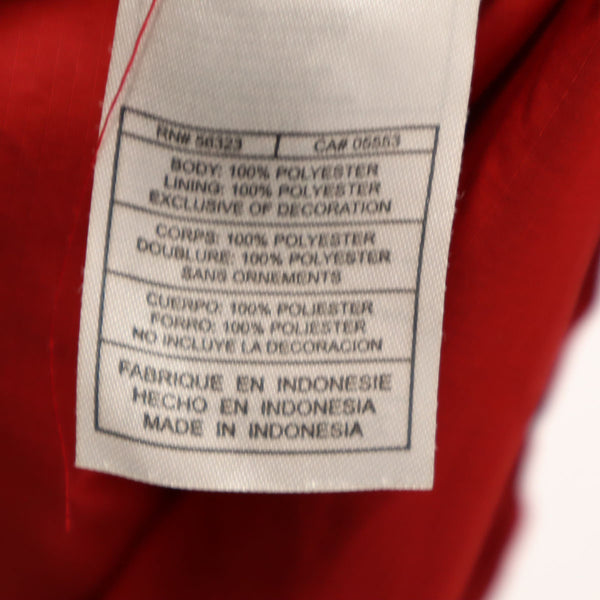 RN# 56323 CA# 05553
BODY: 100% POLYESTER
LINING: 100% POLYESTER
EXCLUSIVE OF DECORATION
CORPS: 100% POLYESTER
DOUBLURE: 100% POLYESTER
SANS ORNEMENTS
CUERPO: 100% POLIESTER
FORRO: 100% POLIESTER
NO INCLUYE LA DECORACION
FABRIQUE EN INDONESIE
HECHO EN INDONESIA
MADE IN INDONESIA